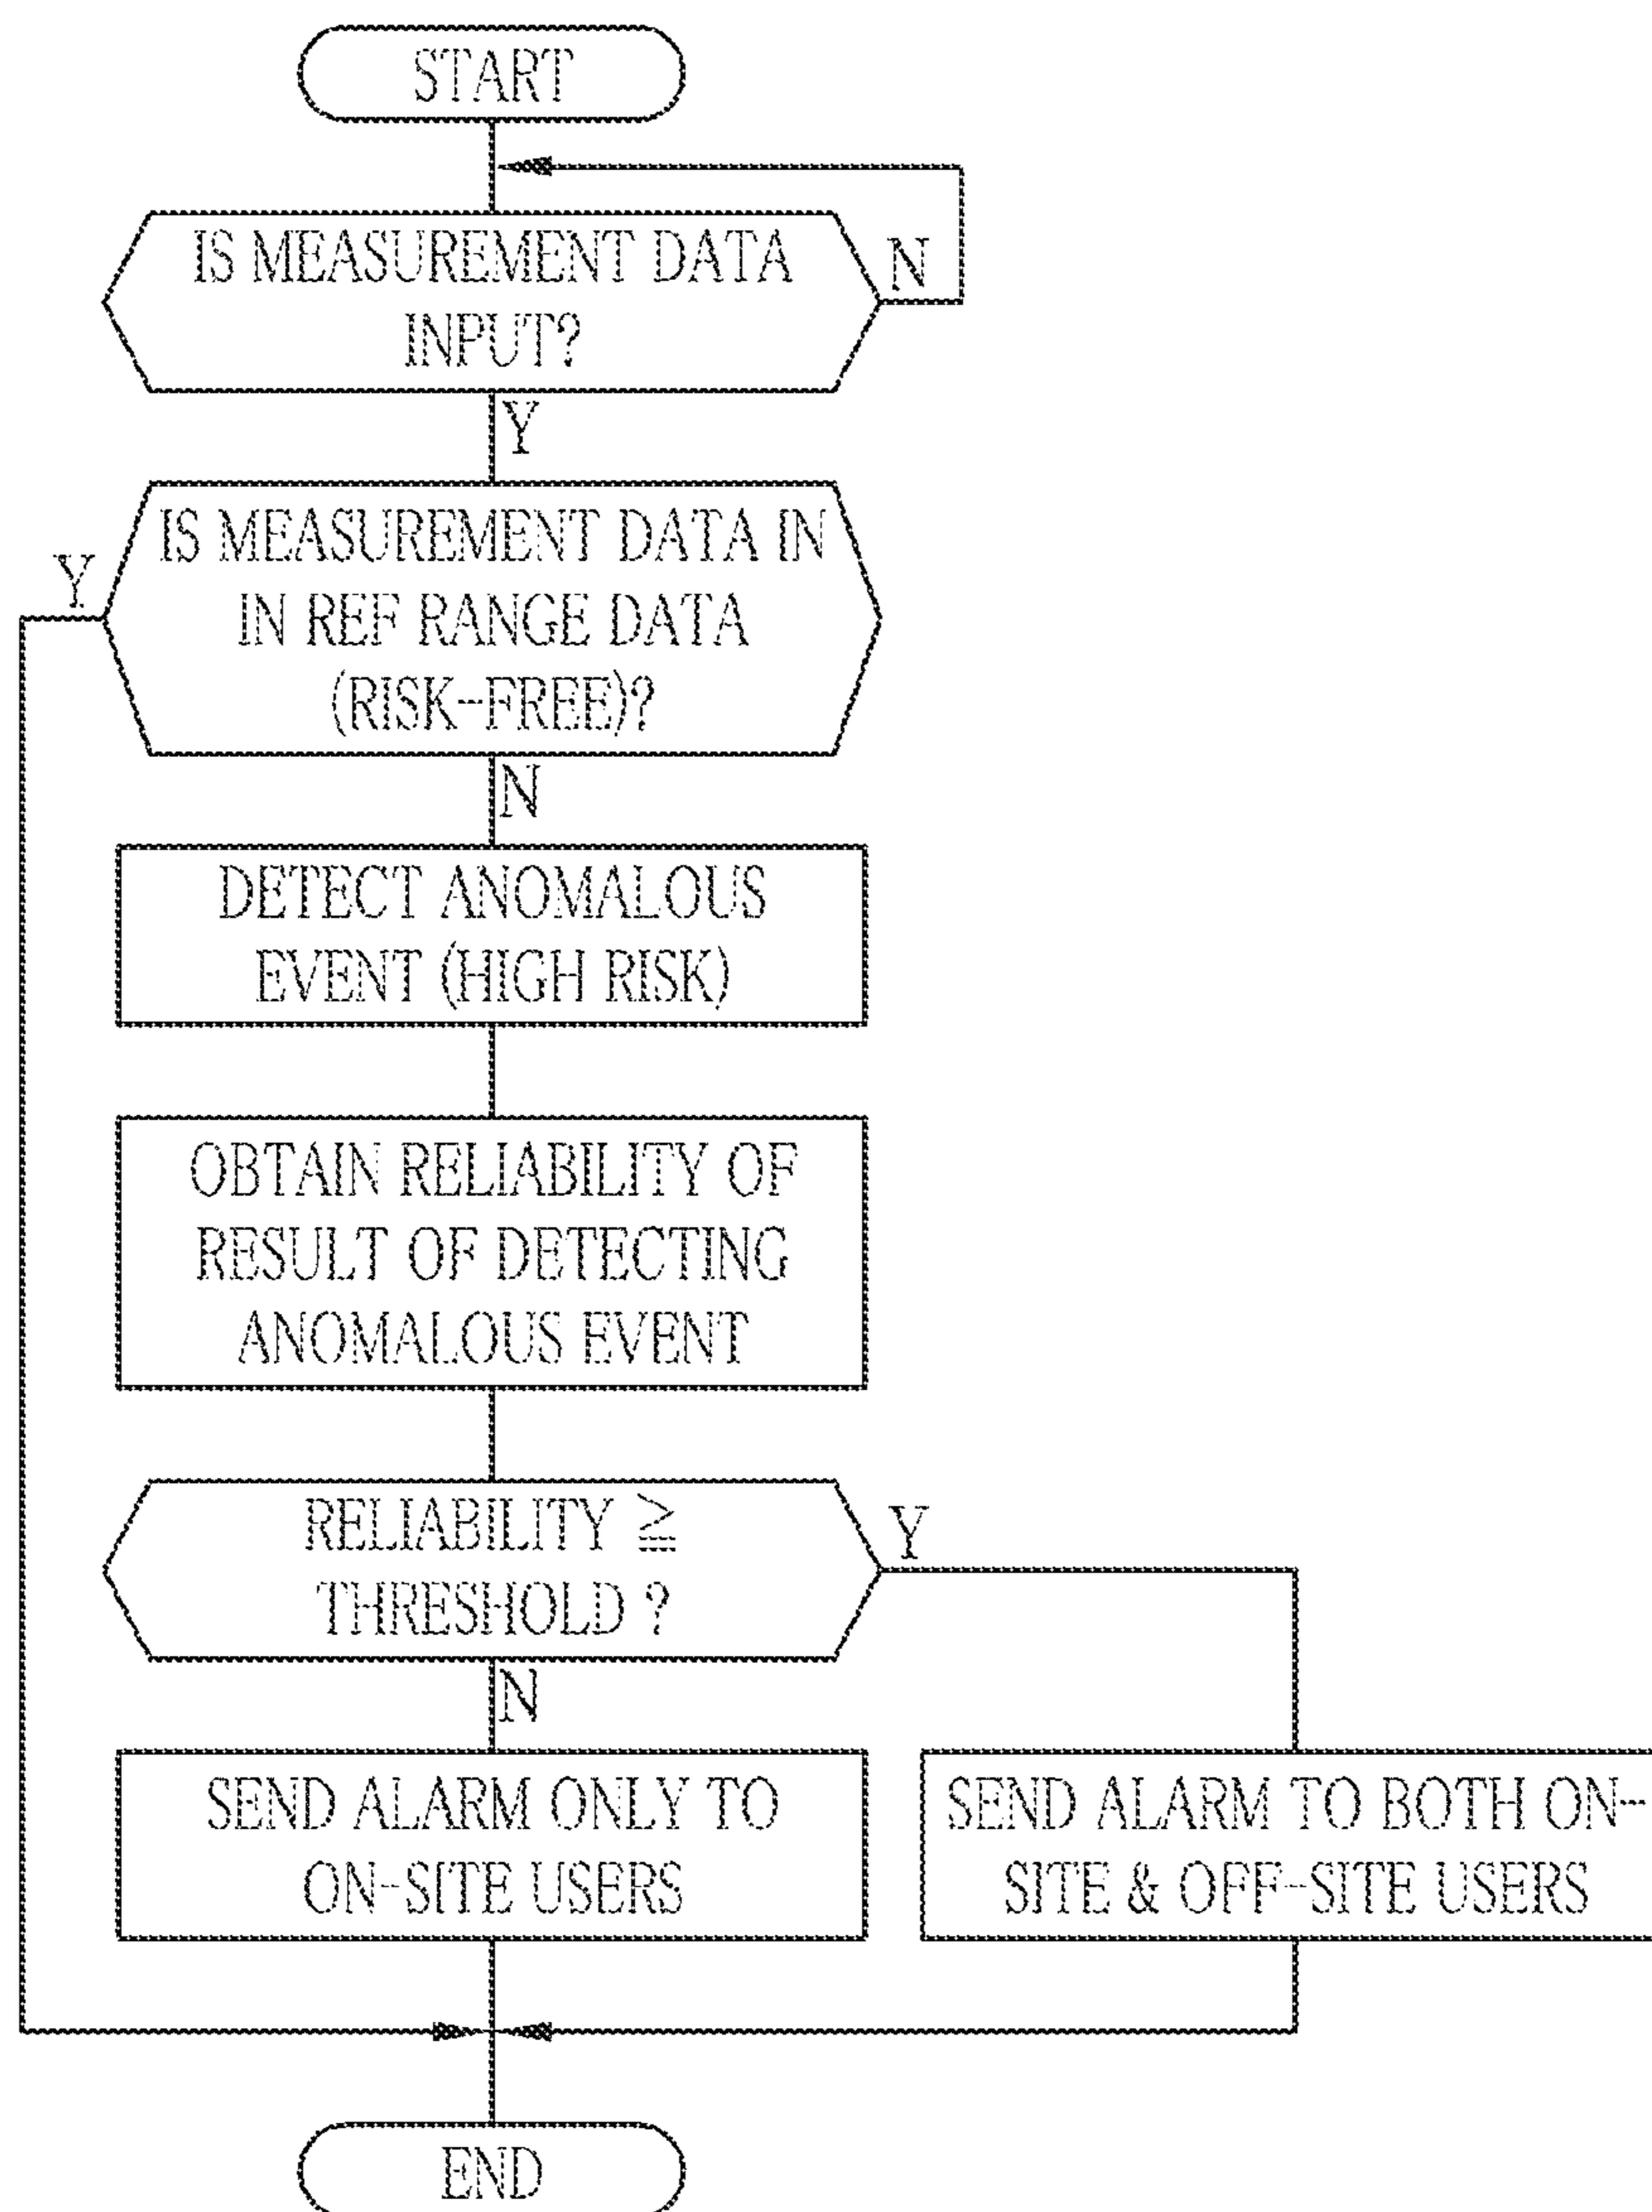 START
IS MEASUREMENT DATA
INPUT?
N
Y
IS MEASUREMENT DATA IN
IN REF RANGE DATA
(RISK-FREE)?
Y
N
DETECT ANOMALOUS
EVENT (HIGH RISK)
OBTAIN RELIABILITY OF
RESULT OF DETECTING
ANOMALOUS EVENT
RELIABILITY ≧
THRESHOLD ?
Y
N
SEND ALARM ONLY TO
ON-SITE USERS
SEND ALARM TO BOTH ON-
SITE & OFF-SITE USERS
END